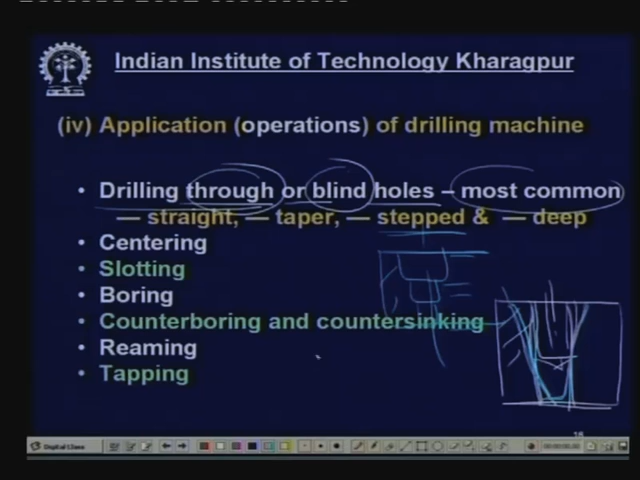 Indian Institute of Technology Kharagpur
(iv) Application (operations) of drilling machine
• Drilling through or blind holes – most common
— straight, — taper, — stepped & — deep
• Centering
• Slotting
• Boring
• Counterboring and countersinking
• Reaming
• Tapping